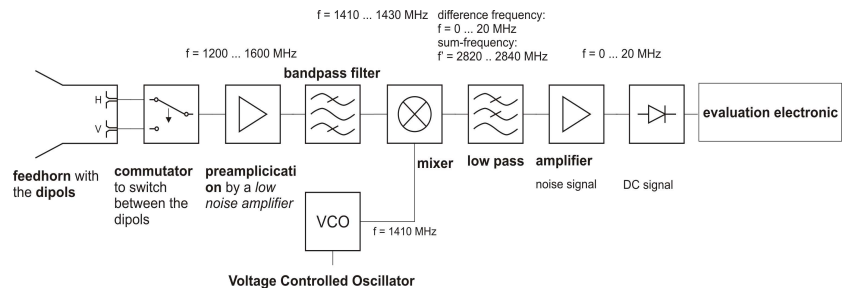 f = 1410 ... 1430 MHz
difference frequency:
f = 0 ... 20 MHz
sum-frequency:
f' = 2820 .. 2840 MHz
f = 1200 ... 1600 MHz
f = 0 ... 20 MHz
bandpass filter
H
V
evaluation electronic
mixer
low pass
amplifier
noise signal
DC signal
feedhorn with
the dipols
commutator
to switch
between the
dipols
preamplicicati
on by a low
noise amplifier
VCO
f = 1410 MHz
Voltage Controlled Oscillator